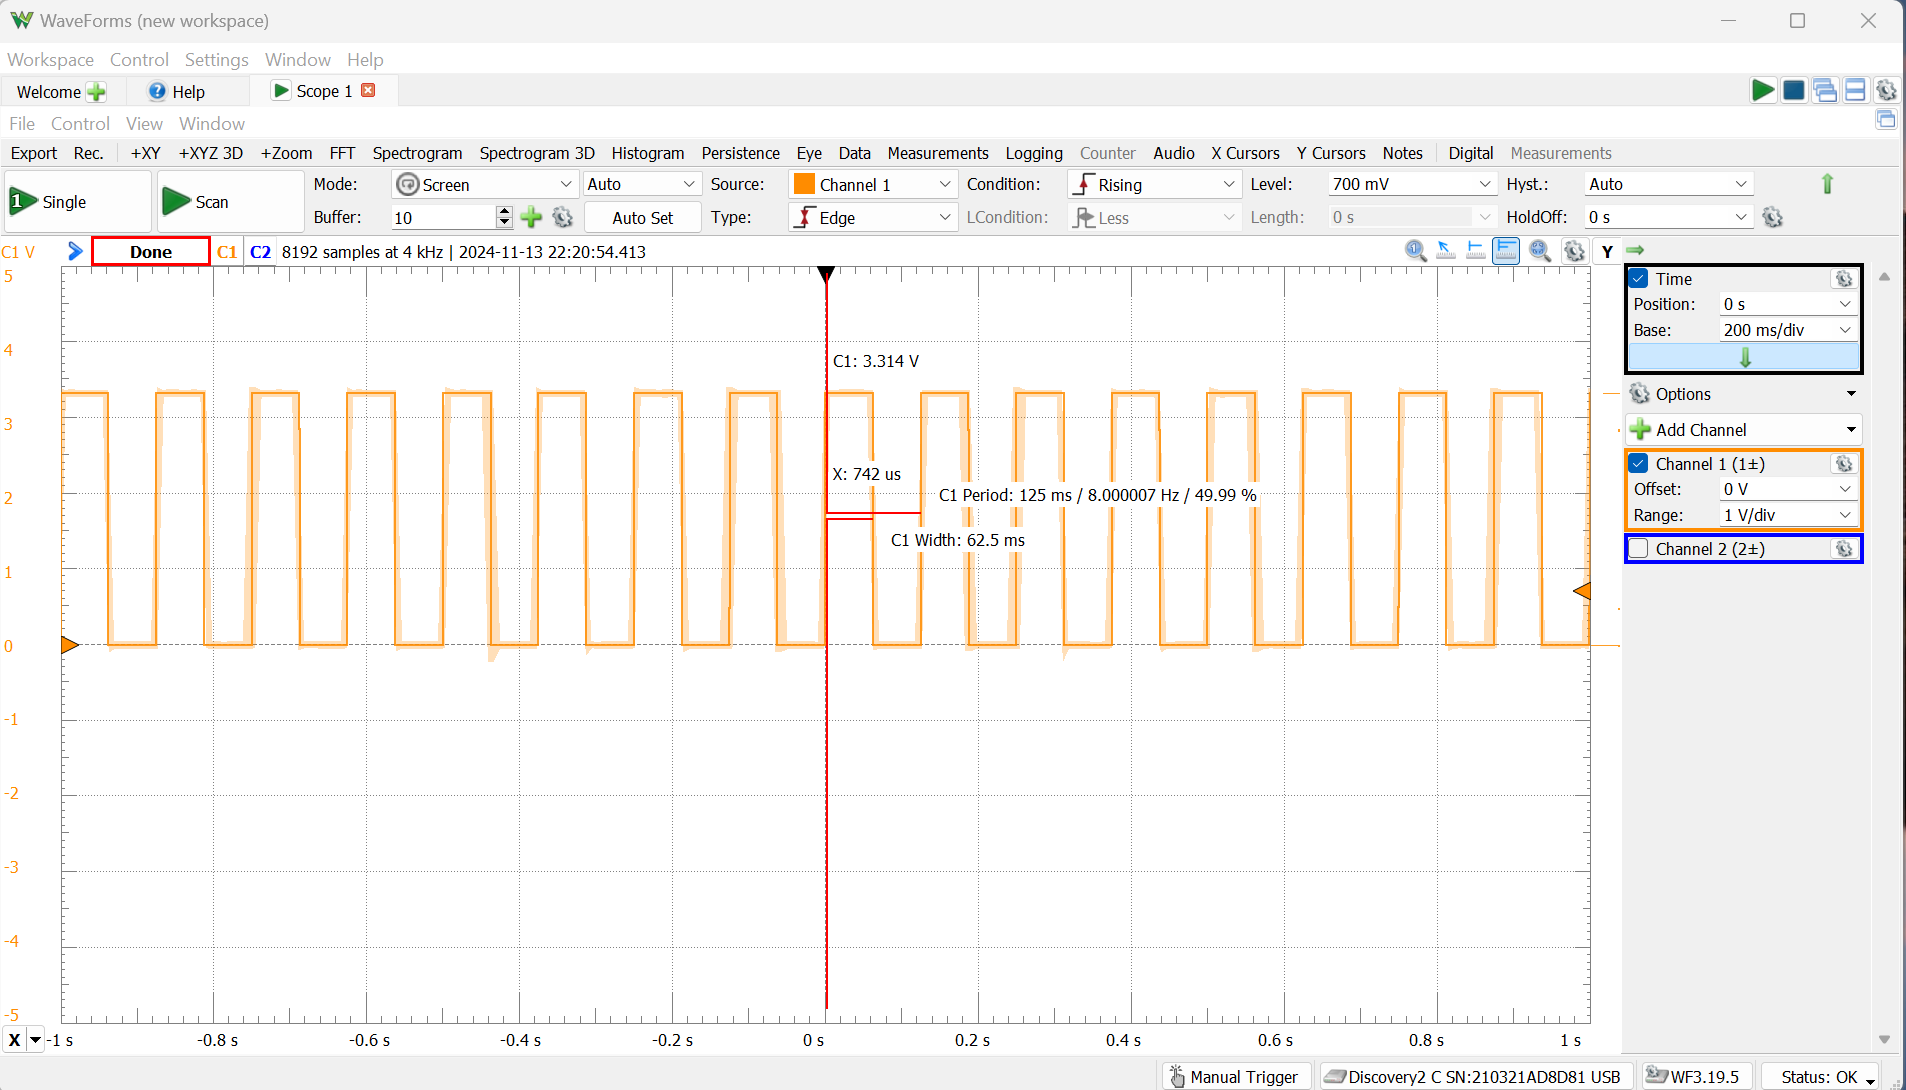 WaveForms (new workspace)
Workspace Control Settings Window Help
Welcome Help Scope 1
File Control View Window
Export Rec. +XY +XYZ 3D +Zoom FFT Spectrogram Spectrogram 3D Histogram Persistence Eye Data Measurements Logging Counter Audio X Cursors Y Cursors Notes Digital Measurements
1 Single Scan Mode: Screen Auto Source: Channel 1 Condition: Rising Level: 700 mV Hyst.: Auto
Buffer: 10 Auto Set Type: Edge LCondition: Less Length: 0 s HoldOff: 0 s
C1 V Done C1 C2 8192 samples at 4 kHz | 2024-11-13 22:20:54.413 Y
5
4
3
2
1
0
-1
-2
-3
-4
-5
C1: 3.314 V
X: 742 us
C1 Period: 125 ms / 8.000007 Hz / 49.99 %
C1 Width: 62.5 ms
X -1 s -0.8 s -0.6 s -0.4 s -0.2 s 0 s 0.2 s 0.4 s 0.6 s 0.8 s 1 s
Time
Position: 0 s
Base: 200 ms/div
Options
Add Channel
Channel 1 (1±)
Offset: 0 V
Range: 1 V/div
Channel 2 (2±)
Manual Trigger Discovery2 C SN:210321AD8D81 USB WF3.19.5 Status: OK